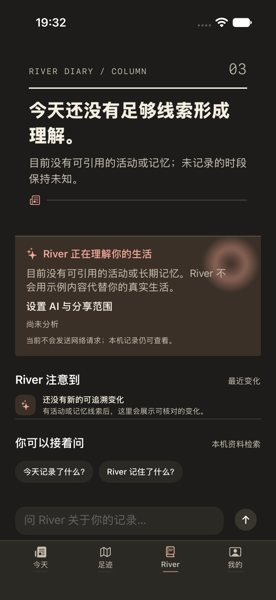 19:32
RIVER DIARY / COLUMN
03
今天还没有足够线索形成
理解。
目前没有可引用的活动或记忆；未记录的时段
保持未知。
River 正在理解你的生活
目前没有可引用的活动或长期记忆。River 不
会用示例内容代替你的真实生活。
设置 AI 与分享范围
尚未分析
当前不会发送网络请求；本机记录仍可查看。
River 注意到
最近变化
还没有新的可追溯变化
有活动或记忆线索后，这里会展示可核对的变化。
你可以接着问
本机资料检索
今天记录了什么?
River 记住了什么?
问 River 关于你的记录...
今天
足迹
River
我的